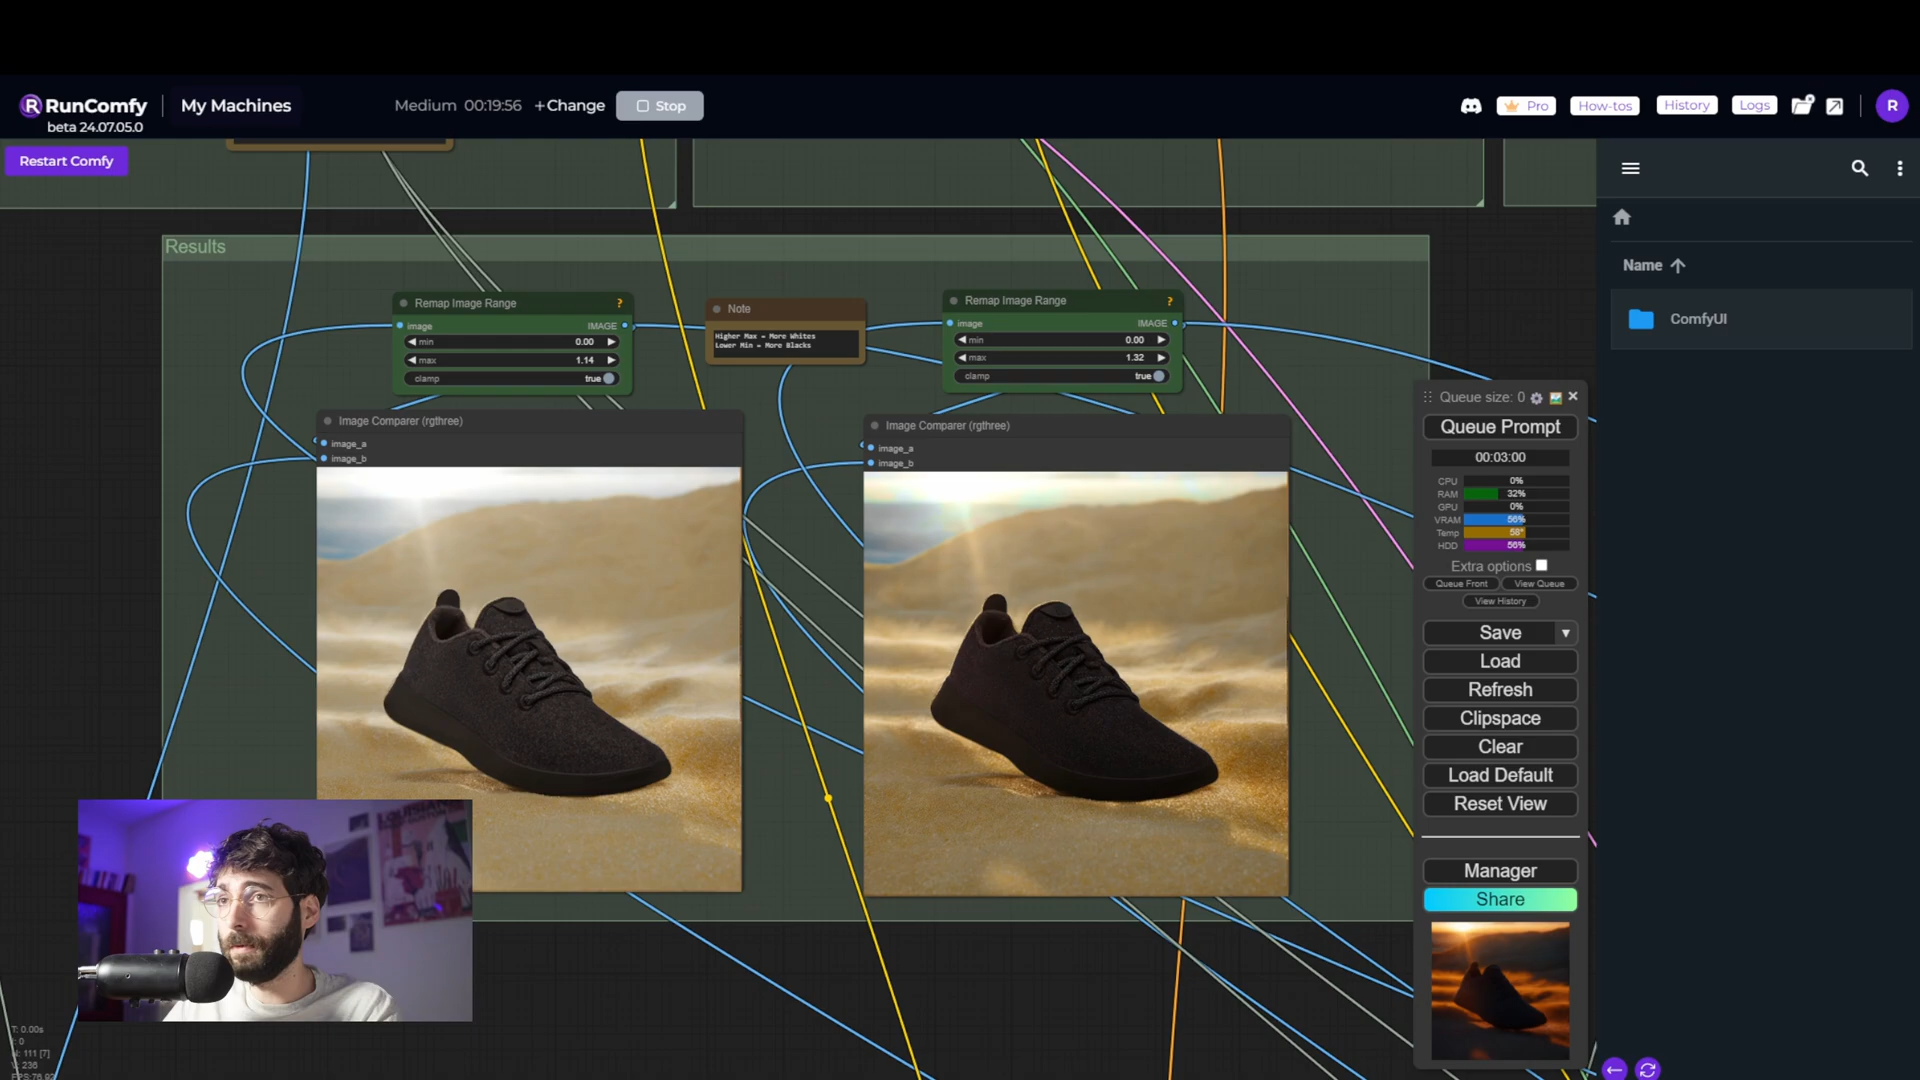 RunComfy
beta 24.07.05.0
My Machines
Medium 00:19:56 +Change Stop
Pro How-tos History Logs R
Restart Comfy
Results
Remap Image Range ?
image IMAGE
min 0.00
max 1.14
clamp true
Note
Higher Max = More Whites
Lower Min = More Blacks
Remap Image Range ?
image IMAGE
min 0.00
max 1.32
clamp true
Image Comparer (rgthree)
image_a
image_b
Image Comparer (rgthree)
image_a
image_b
Queue size: 0
Queue Prompt
00:03:00
CPU 0%
RAM 32%
GPU 0%
VRAM 56%
Temp 58°
HDD 56%
Extra options
Queue Front View Queue
View History
Save
Load
Refresh
Clipspace
Clear
Load Default
Reset View
Manager
Share
Name
ComfyUI
T: 0.00s